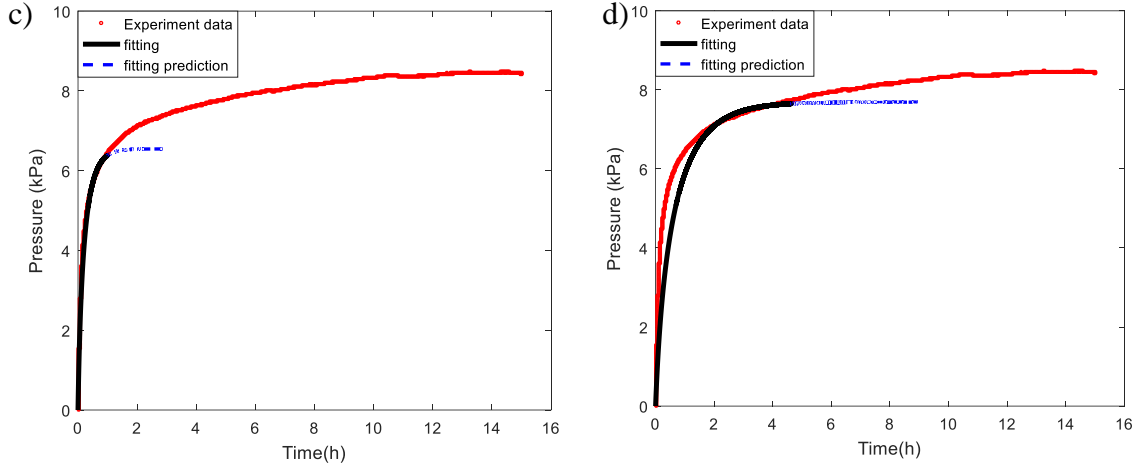 c)
Experiment data
fitting
fitting prediction
10
8
6
4
2
0
Pressure (kPa)
0 2 4 6 8 10 12 14 16
Time(h)
d)
Experiment data
fitting
fitting prediction
10
8
6
4
2
0
Pressure (kPa)
0 2 4 6 8 10 12 14 16
Time(h)